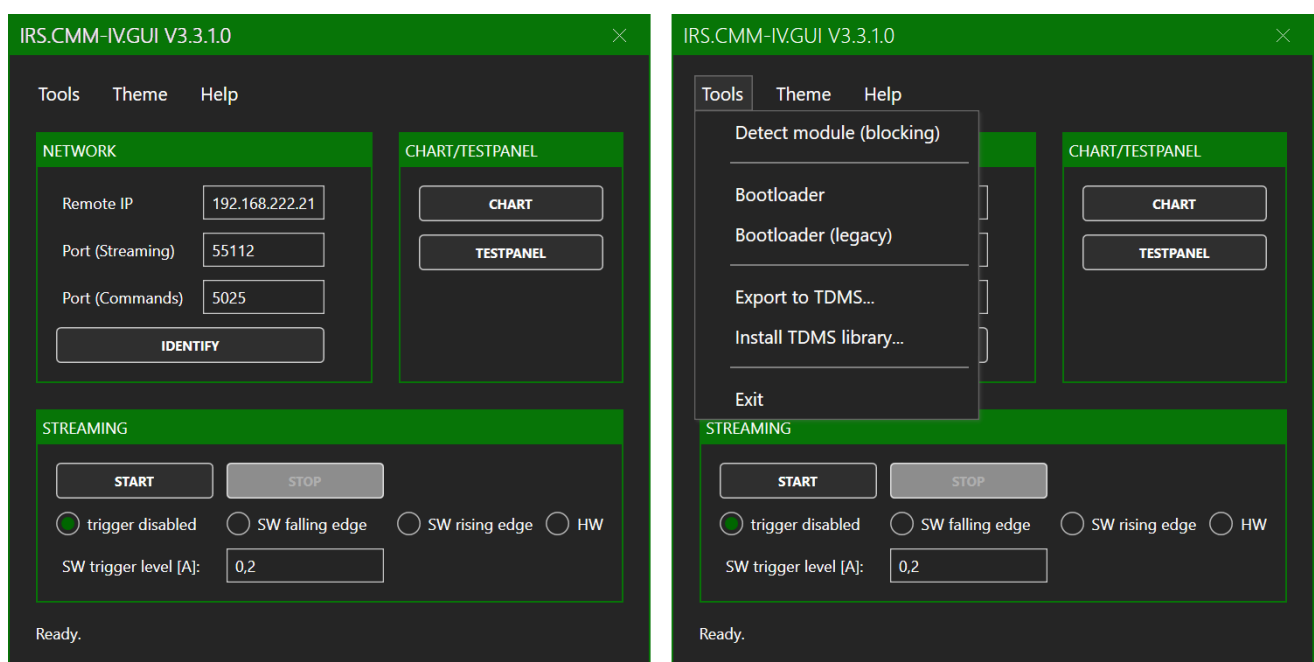 IRS.CMM-IV.GUI V3.3.1.0
Tools Theme Help
NETWORK
Remote IP 192.168.222.21
Port (Streaming) 55112
Port (Commands) 5025
IDENTIFY
CHART/TESTPANEL
CHART
TESTPANEL
STREAMING
START STOP
trigger disabled SW falling edge SW rising edge HW
SW trigger level [A]: 0,2
Ready.
IRS.CMM-IV.GUI V3.3.1.0
Tools Theme Help
Detect module (blocking)
Bootloader
Bootloader (legacy)
Export to TDMS...
Install TDMS library...
Exit
CHART/TESTPANEL
CHART
TESTPANEL
STREAMING
START STOP
trigger disabled SW falling edge SW rising edge HW
SW trigger level [A]: 0,2
Ready.